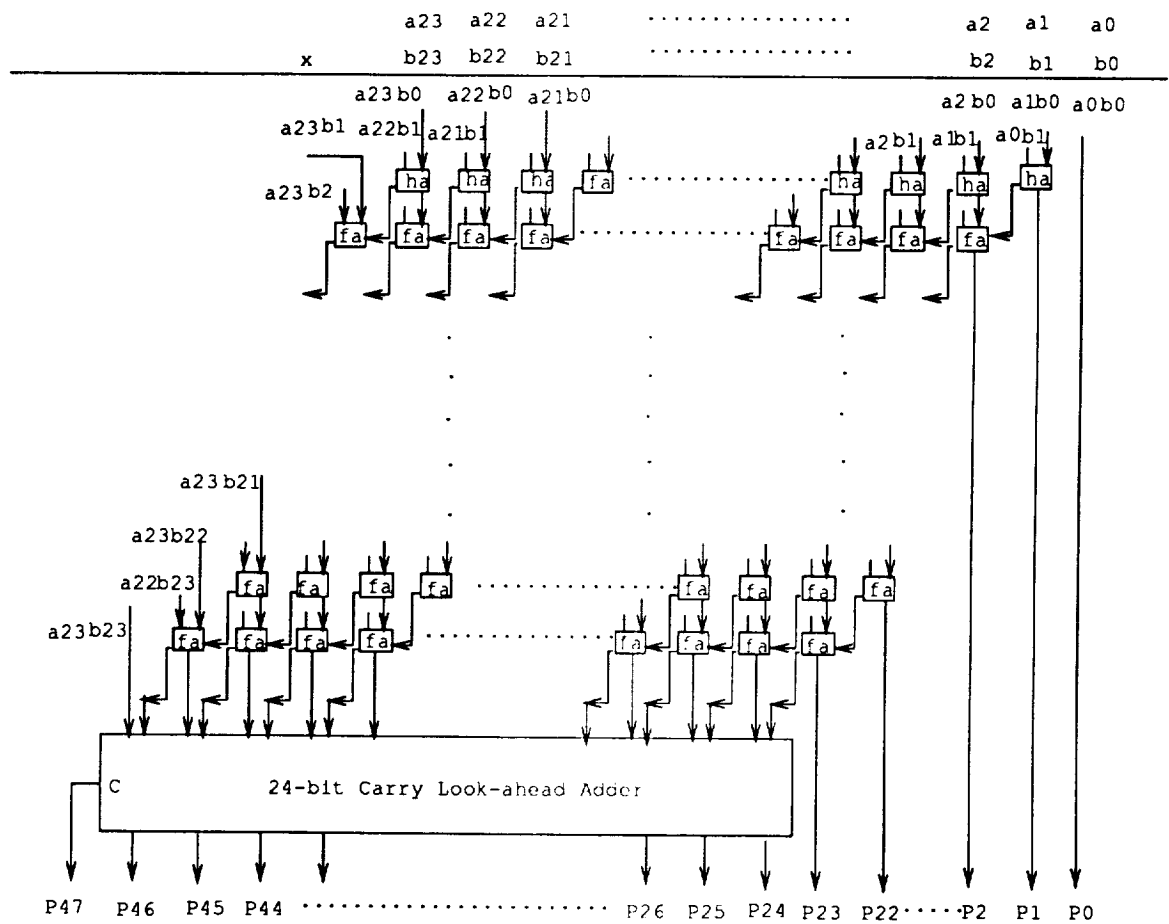 a23 a22 a21 a2 a1 a0
x b23 b22 b21 b2 b1 b0
a23b0 a22b0 a21b0 a2b0 a1b0 a0b0
a23b1 a22b1 a21b1 a2b1 a1b1 a0b1
ha ha ha fa ha ha ha ha
a23b2
fa fa fa fa fa fa fa fa
a23b21
a23b22
a22b23 fa fa fa fa fa fa fa fa
a23b23 fa fa fa fa fa fa fa fa
C 24-bit Carry Look-ahead Adder
P47 P46 P45 P44 P26 P25 P24 P23 P22 P2 P1 P0